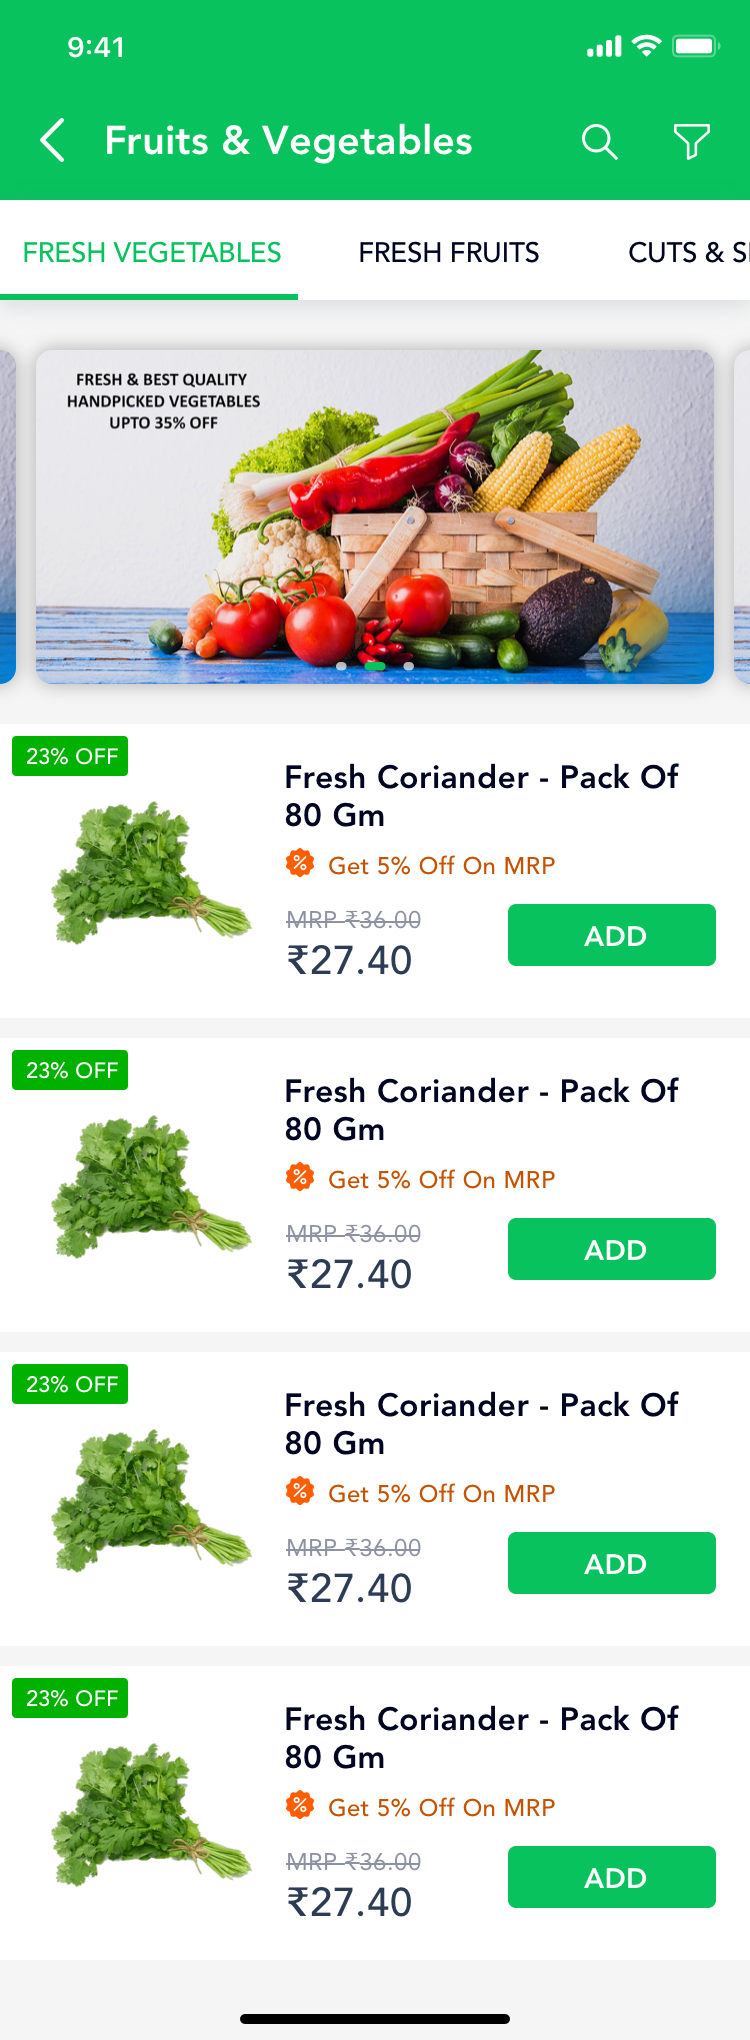 9:41
Fruits & Vegetables
FRESH VEGETABLES
FRESH FRUITS
CUTS & S
FRESH & BEST QUALITY
HANDPICKED VEGETABLES
UPTO 35% OFF
23% OFF
Fresh Coriander - Pack Of
80 Gm
Get 5% Off On MRP
MRP ₹36.00
₹27.40
ADD
23% OFF
Fresh Coriander - Pack Of
80 Gm
Get 5% Off On MRP
MRP ₹36.00
₹27.40
ADD
23% OFF
Fresh Coriander - Pack Of
80 Gm
Get 5% Off On MRP
MRP ₹36.00
₹27.40
ADD
23% OFF
Fresh Coriander - Pack Of
80 Gm
Get 5% Off On MRP
MRP ₹36.00
₹27.40
ADD